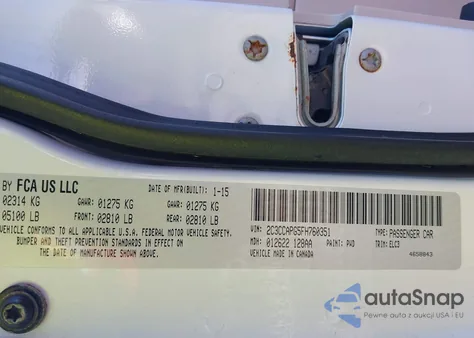 BY FCA US LLC
DATE OF MFR(BUILT): 1-15
02314 KG GAWR: 01275 KG GAWR: 01275 KG
05100 LB FRONT: 02810 LB REAR: 02810 LB
VEHICLE CONFORMS TO ALL APPLICABLE U.S.A. FEDERAL MOTOR VEHICLE SAFETY,
BUMPER AND THEFT PREVENTION STANDARDS IN EFFECT ON
THE DATE OF MANUFACTURE SHOWN ABOVE.
VIN: 2C3CCAPG5FH760351 TYPE: PASSENGER CAR
MDH: 012622 128AA PAINT: PVD TRIM: ELC3
VEHICLE MADE IN CANADA 4650843
autoSnap
Pewne auta z aukcji z USA i EU